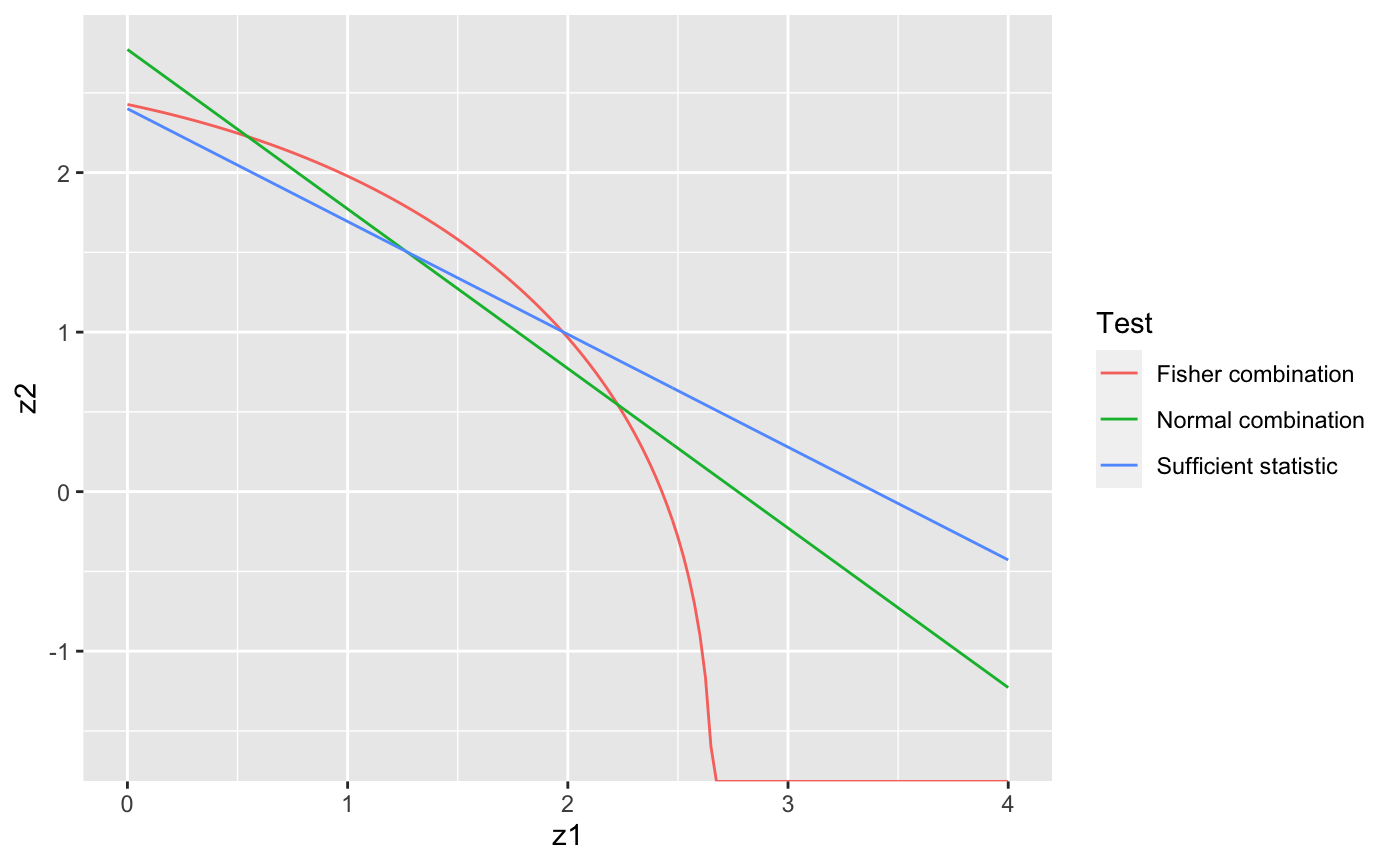 2
1
0
-1
z2
0 1 2 3 4
z1
Test
Fisher combination
Normal combination
Sufficient statistic